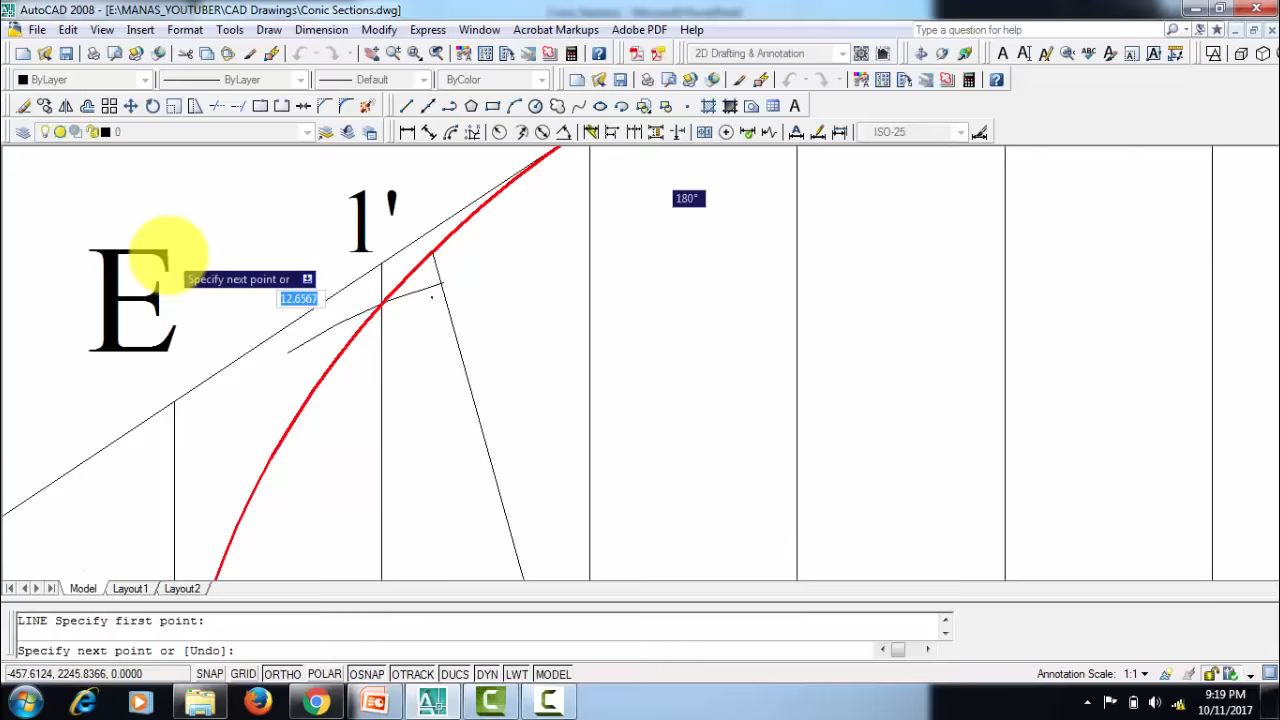 AutoCAD 2008 - [E:\MANAS_YOUTUBER\CAD Drawings\Conic Sections.dwg]
File Edit View Insert Format Tools Draw Dimension Modify Express Window Acrobat Markups Adobe PDF Help Type a question for help
2D Drafting & Annotation
ByLayer ByLayer Default ByColor
0 ISO-25
1'
180°
E
Specify next point or
12.6567
Model Layout1 Layout2
LINE Specify first point:
Specify next point or [Undo]:
-457.6124, 2245.8366, 0.0000 SNAP GRID ORTHO POLAR OSNAP OTRACK DUCS DYN LWT MODEL Annotation Scale: 1:1
9:19 PM
10/11/2017